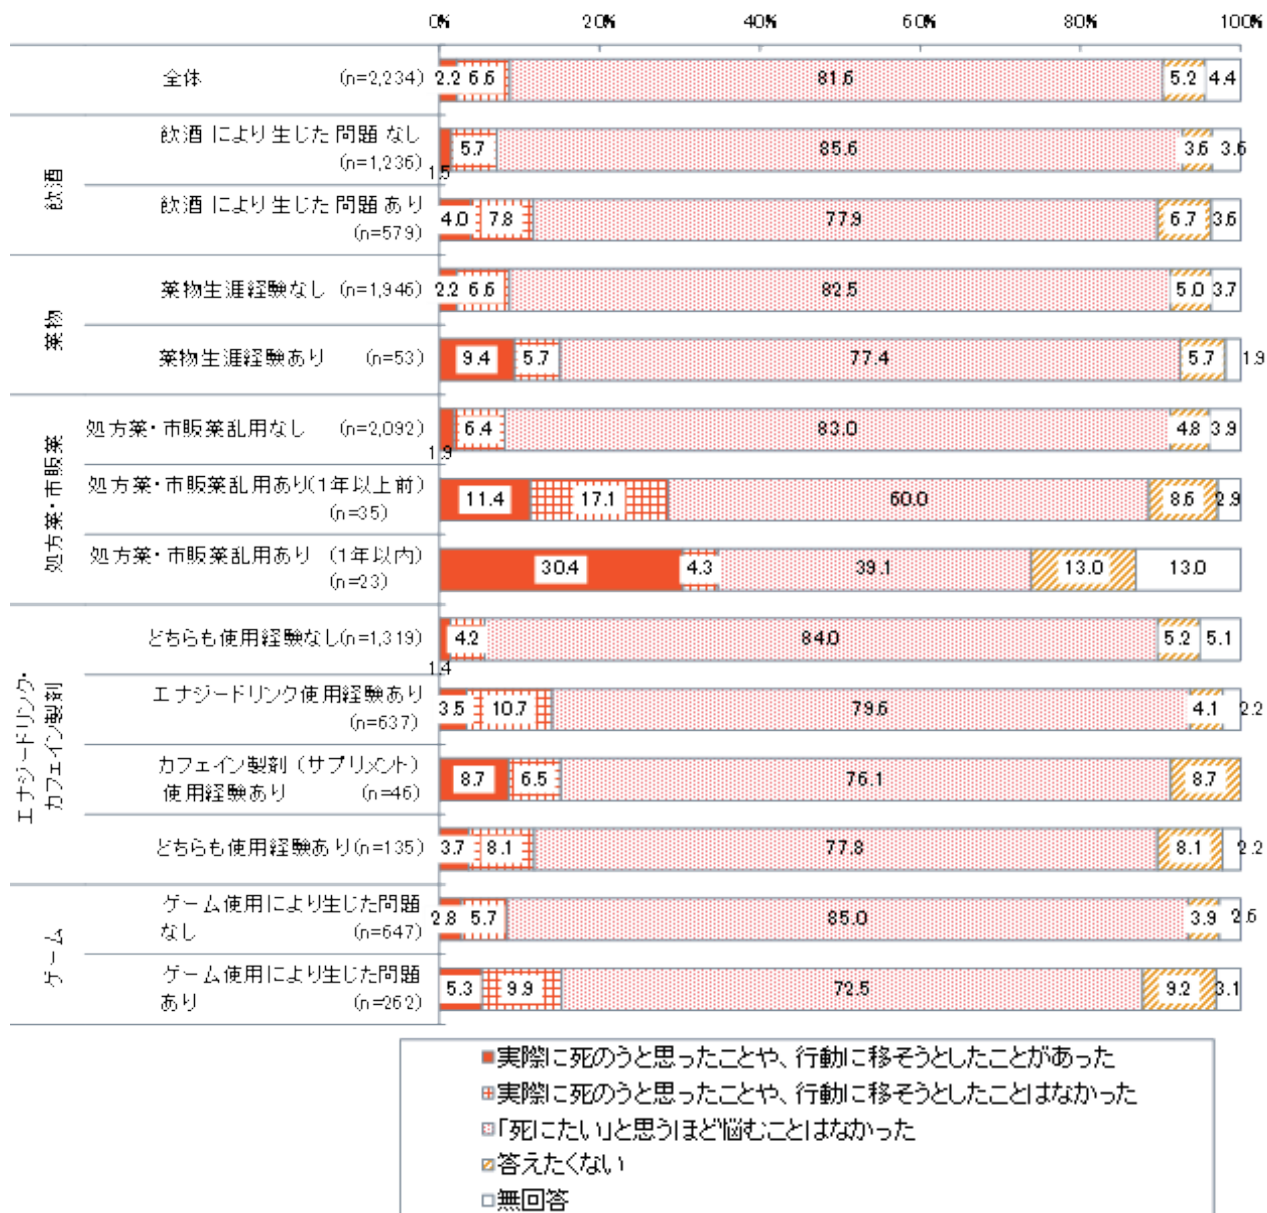 0% 20% 40% 60% 80% 100%
全体 (n=2,234) 2.2 6.6 81.6 5.2 4.4
飲酒
飲酒により生じた問題なし
(n=1,236) 1.5 5.7 85.6 3.6 3.6
飲酒により生じた問題あり
(n=579) 4.0 7.8 77.9 6.7 3.6
薬物
薬物生涯経験なし (n=1,946) 2.2 6.6 82.5 5.0 3.7
薬物生涯経験あり (n=53) 9.4 5.7 77.4 5.7 1.9
処方薬・市販薬
処方薬・市販薬乱用なし (n=2,092) 1.9 6.4 83.0 4.8 3.9
処方薬・市販薬乱用あり(1年以上前)
(n=35) 11.4 17.1 60.0 8.6 2.9
処方薬・市販薬乱用あり (1年以内)
(n=23) 30.4 4.3 39.1 13.0 13.0
エナジードリンク・
カフェイン製剤
どちらも使用経験なし(n=1,319) 1.4 4.2 84.0 5.2 5.1
エナジードリンク使用経験あり
(n=637) 3.5 10.7 79.6 4.1 2.2
カフェイン製剤(サプリメント)
使用経験あり (n=46) 8.7 6.5 76.1 8.7
どちらも使用経験あり(n=135) 3.7 8.1 77.8 8.1 2.2
ゲーム
ゲーム使用により生じた問題
なし (n=647) 2.8 5.7 85.0 3.9 2.6
ゲーム使用により生じた問題
あり (n=262) 5.3 9.9 72.5 9.2 3.1
実際に死のうと思ったことや、行動に移そうとしたことがあった
実際に死のうと思ったことや、行動に移そうとしたことはなかった
「死にたい」と思うほど悩むことはなかった
答えたくない
無回答